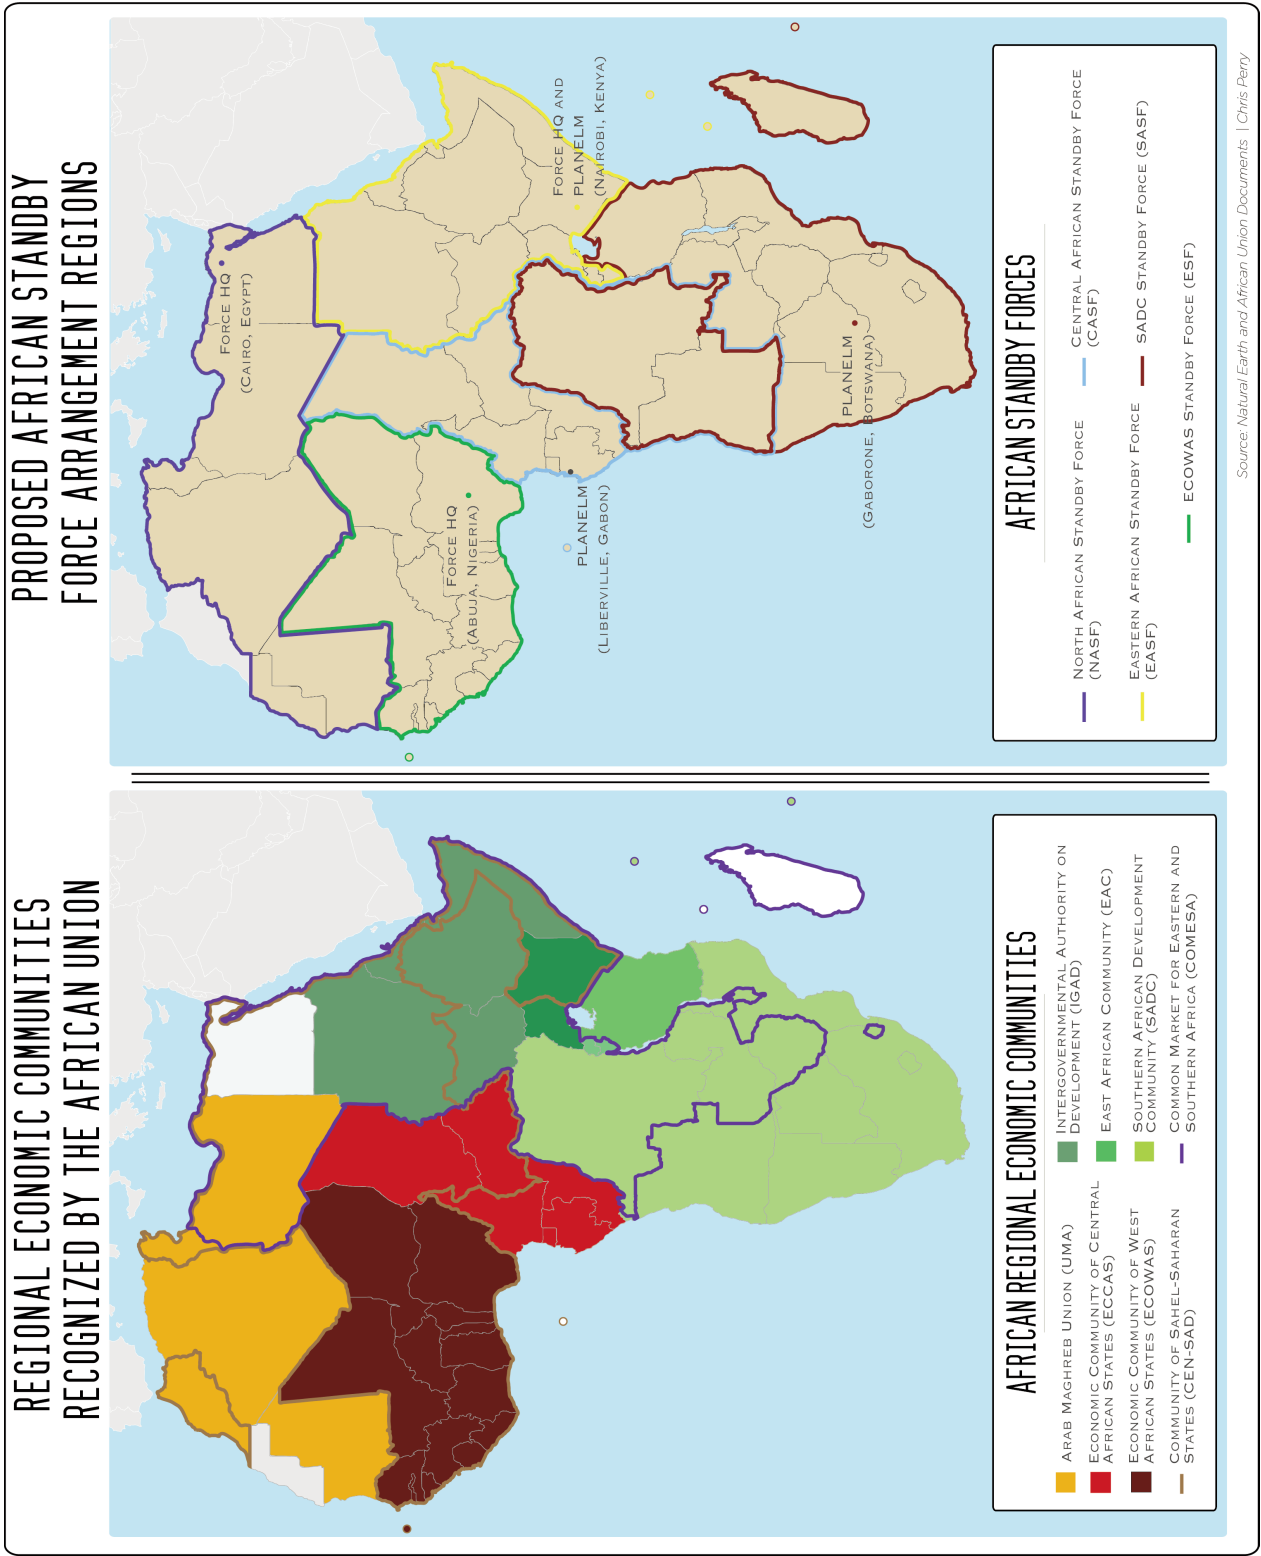 REGIONAL ECONOMIC COMMUNITIES
RECOGNIZED BY THE AFRICAN UNION
AFRICAN REGIONAL ECONOMIC COMMUNITIES
ARAB MAGHREB UNION (UMA)
ECONOMIC COMMUNITY OF CENTRAL
AFRICAN STATES (ECCAS)
ECONOMIC COMMUNITY OF WEST
AFRICAN STATES (ECOWAS)
COMMUNITY OF SAHEL-SAHARAN
STATES (CEN-SAD)
INTERGOVERNMENTAL AUTHORITY ON
DEVELOPMENT (IGAD)
EAST AFRICAN COMMUNITY (EAC)
SOUTHERN AFRICAN DEVELOPMENT
COMMUNITY (SADC)
COMMON MARKET FOR EASTERN AND
SOUTHERN AFRICA (COMESA)
PROPOSED AFRICAN STANDBY
FORCE ARRANGEMENT REGIONS
FORCE HQ
(CAIRO, EGYPT)
FORCE HQ
(ABUJA, NIGERIA)
FORCE HQ AND
PLANELM
(NAIROBI, KENYA)
PLANELM
(LIBERVILLE, GABON)
PLANELM
(GABORONE, BOTSWANA)
AFRICAN STANDBY FORCES
NORTH AFRICAN STANDBY FORCE
(NASF)
EASTERN AFRICAN STANDBY FORCE
(EASF)
CENTRAL AFRICAN STANDBY FORCE
(CASF)
SADC STANDBY FORCE (SASF)
ECOWAS STANDBY FORCE (ESF)
Source: Natural Earth and African Union Documents | Chris Perry